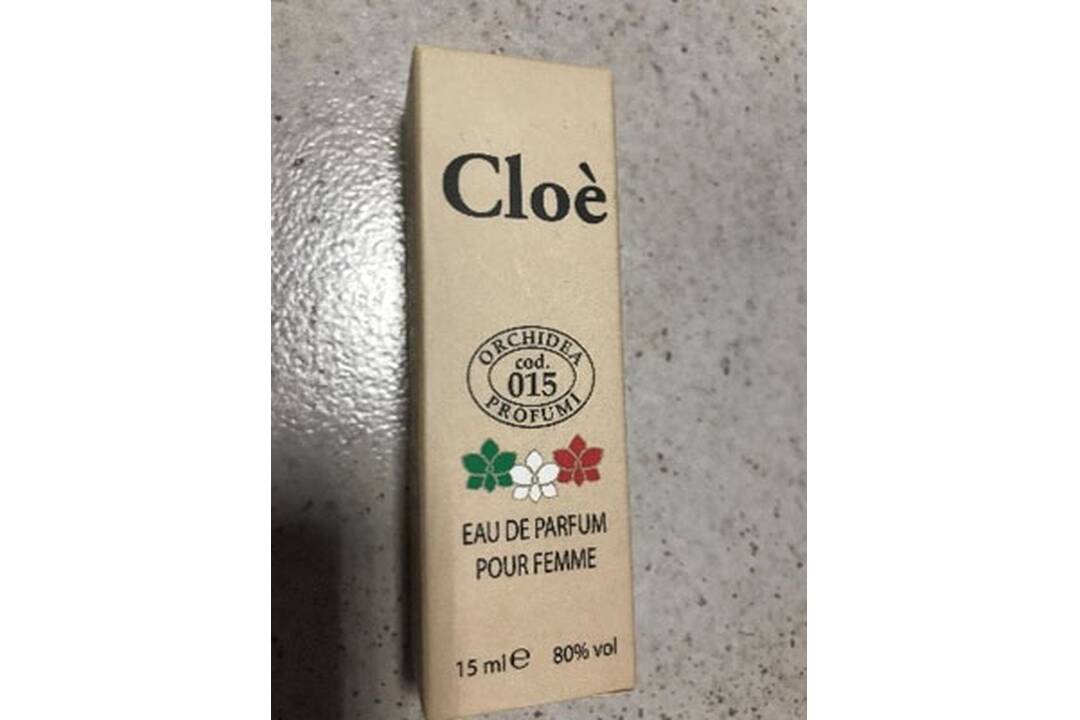 Cloè
ORCHIDEA
cod.
015
PROFUMI
EAU DE PARFUM
POUR FEMME
15 ml e 80% vol